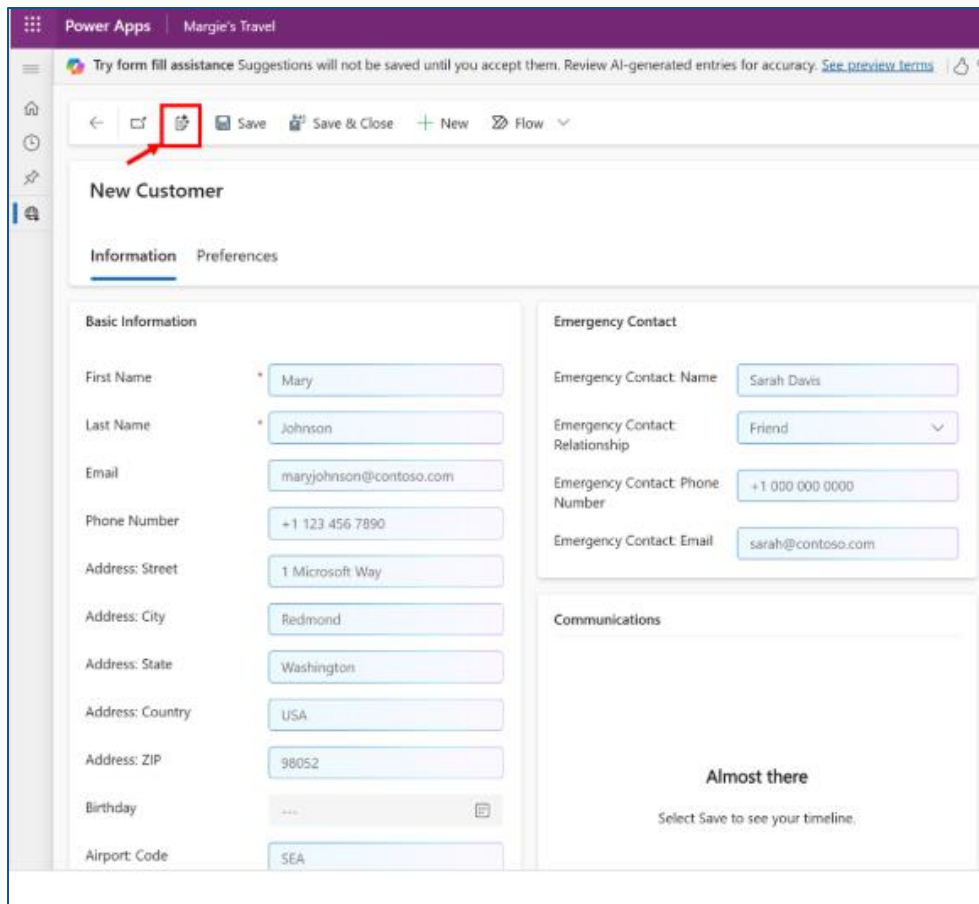 Power Apps Margie's Travel
Try form fill assistance Suggestions will not be saved until you accept them. Review AI-generated entries for accuracy. See preview terms
Save Save & Close New Flow
New Customer
Information Preferences
Basic Information
First Name * Mary
Last Name * Johnson
Email maryjohnson@contoso.com
Phone Number +1 123 456 7890
Address: Street 1 Microsoft Way
Address: City Redmond
Address: State Washington
Address: Country USA
Address: ZIP 98052
Birthday ---
Airport: Code SEA
Emergency Contact
Emergency Contact: Name Sarah Davis
Emergency Contact: Friend
Relationship
Emergency Contact: Phone +1 000 000 0000
Number
Emergency Contact: Email sarah@contoso.com
Communications
Almost there
Select Save to see your timeline.